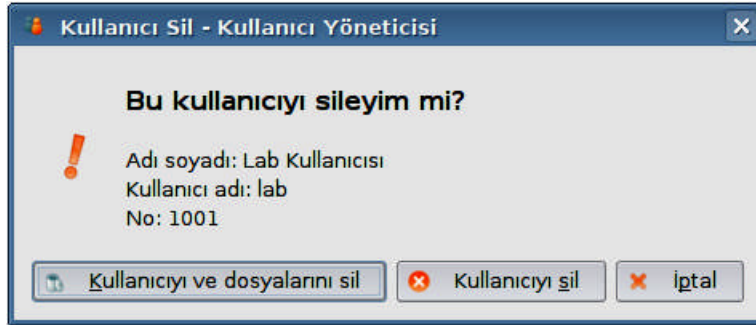 Kullanıcı Sil - Kullanıcı Yöneticisi
Bu kullanıcıyı sileyim mi?
Adı soyadı: Lab Kullanıcısı
Kullanıcı adı: lab
No: 1001
Kullanıcıyı ve dosyalarını sil Kullanıcıyı sil İptal